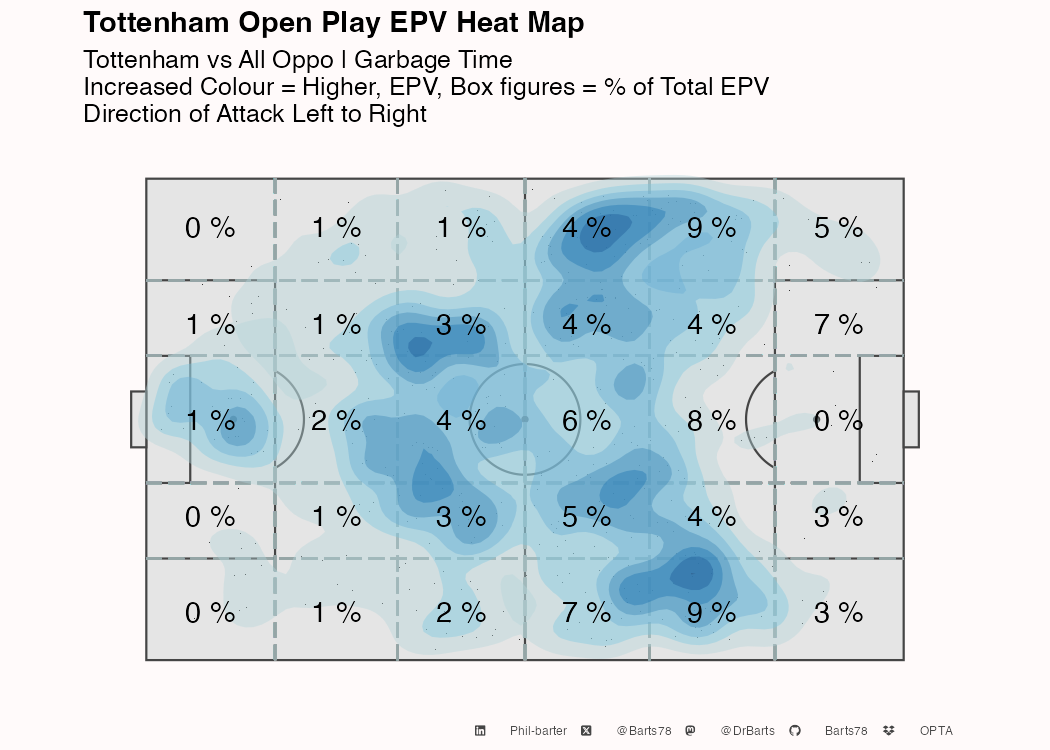 Tottenham Open Play EPV Heat Map
Tottenham vs All Oppo | Garbage Time
Increased Colour = Higher, EPV, Box figures = % of Total EPV
Direction of Attack Left to Right
0 % 1 % 1 % 4 % 9 % 5 %
1 % 1 % 3 % 4 % 4 % 7 %
1 % 2 % 4 % 6 % 8 % 0 %
0 % 1 % 3 % 5 % 4 % 3 %
0 % 1 % 2 % 7 % 9 % 3 %
Phil-barter @Barts78 @DrBarts Barts78 OPTA